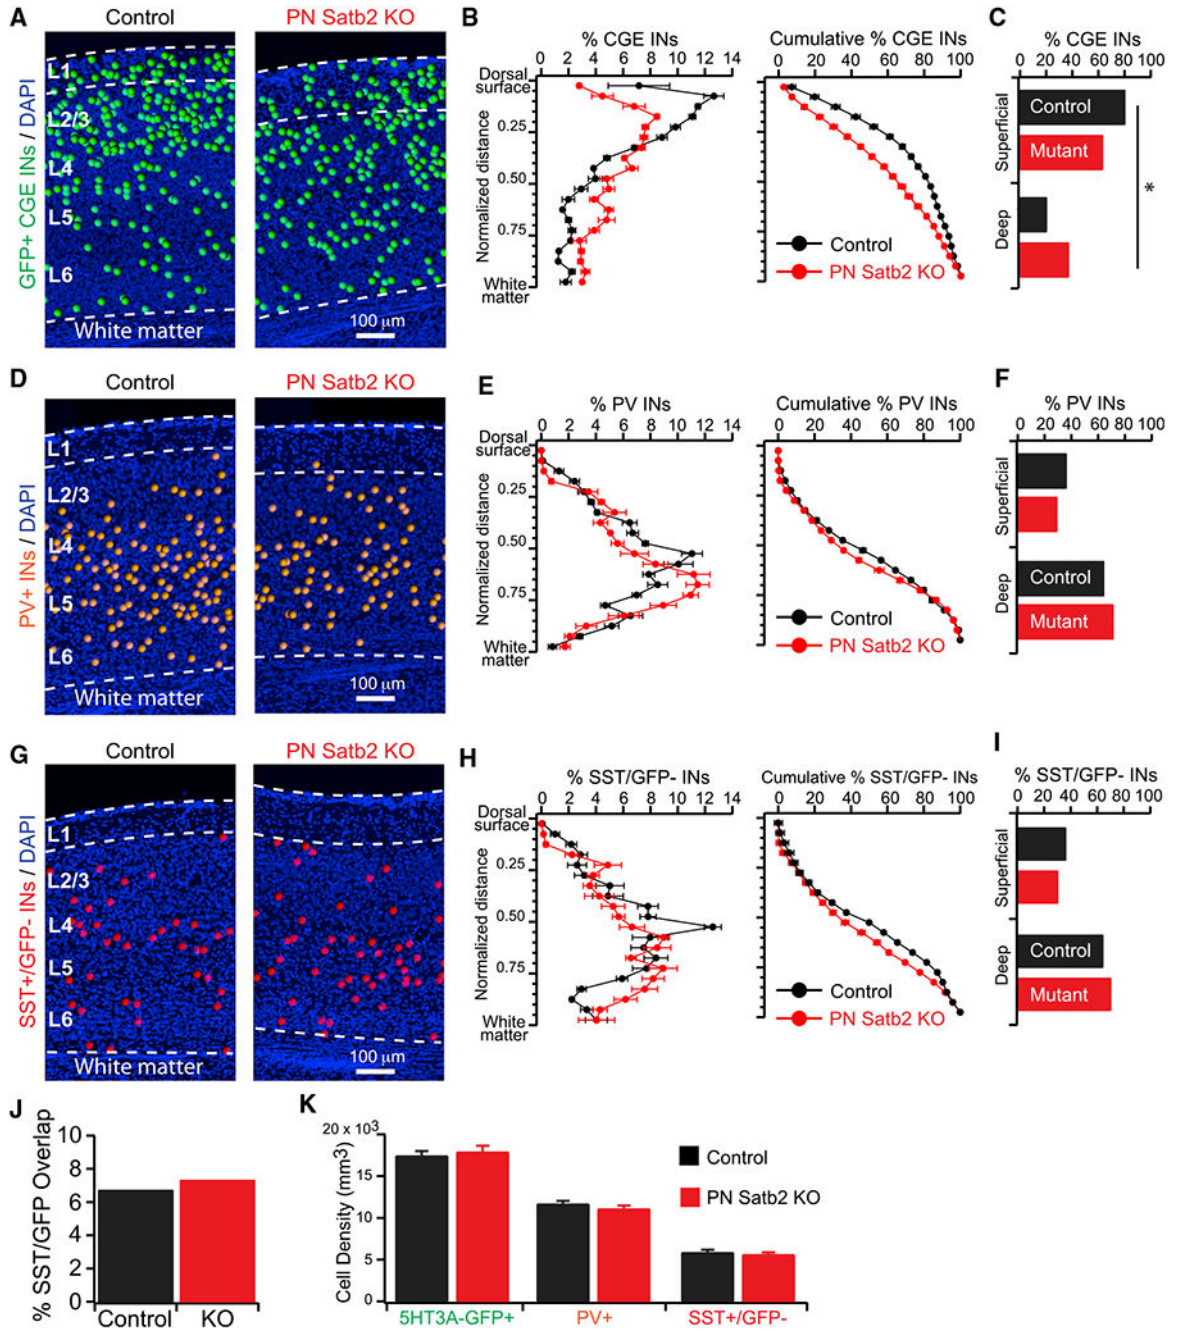 A
Control
PN Satb2 KO
GFP+ CGE INs / DAPI
L1
L2/3
L4
L5
L6
White matter
100 µm
B
% CGE INs
0 2 4 6 8 10 12 14
Dorsal
surface
0.25
0.50
0.75
White
matter
Normalized distance
Cumulative % CGE INs
0 20 40 60 80 100
Control
PN Satb2 KO
C
% CGE INs
0 20 40 60 80 100
Superficial
Deep
Control
Mutant
*
D
Control
PN Satb2 KO
PV+ INs / DAPI
L1
L2/3
L4
L5
L6
White matter
100 µm
E
% PV INs
0 2 4 6 8 10 12 14
Dorsal
surface
0.25
0.50
0.75
White
matter
Normalized distance
Cumulative % PV INs
0 20 40 60 80 100
Control
PN Satb2 KO
F
% PV INs
0 20 40 60 80 100
Superficial
Deep
Control
Mutant
G
Control
PN Satb2 KO
SST+/GFP- INs / DAPI
L1
L2/3
L4
L5
L6
White matter
100 µm
H
% SST/GFP- INs
0 2 4 6 8 10 12 14
Dorsal
surface
0.25
0.50
0.75
White
matter
Normalized distance
Cumulative % SST/GFP- INs
0 20 40 60 80 100
Control
PN Satb2 KO
I
% SST/GFP- INs
0 20 40 60 80 100
Superficial
Deep
Control
Mutant
J
% SST/GFP Overlap
10
8
6
4
2
0
Control KO
K
Cell Density (mm3)
20 x 10³
15
10
5
0
5HT3A-GFP+ PV+ SST+/GFP-
Control
PN Satb2 KO